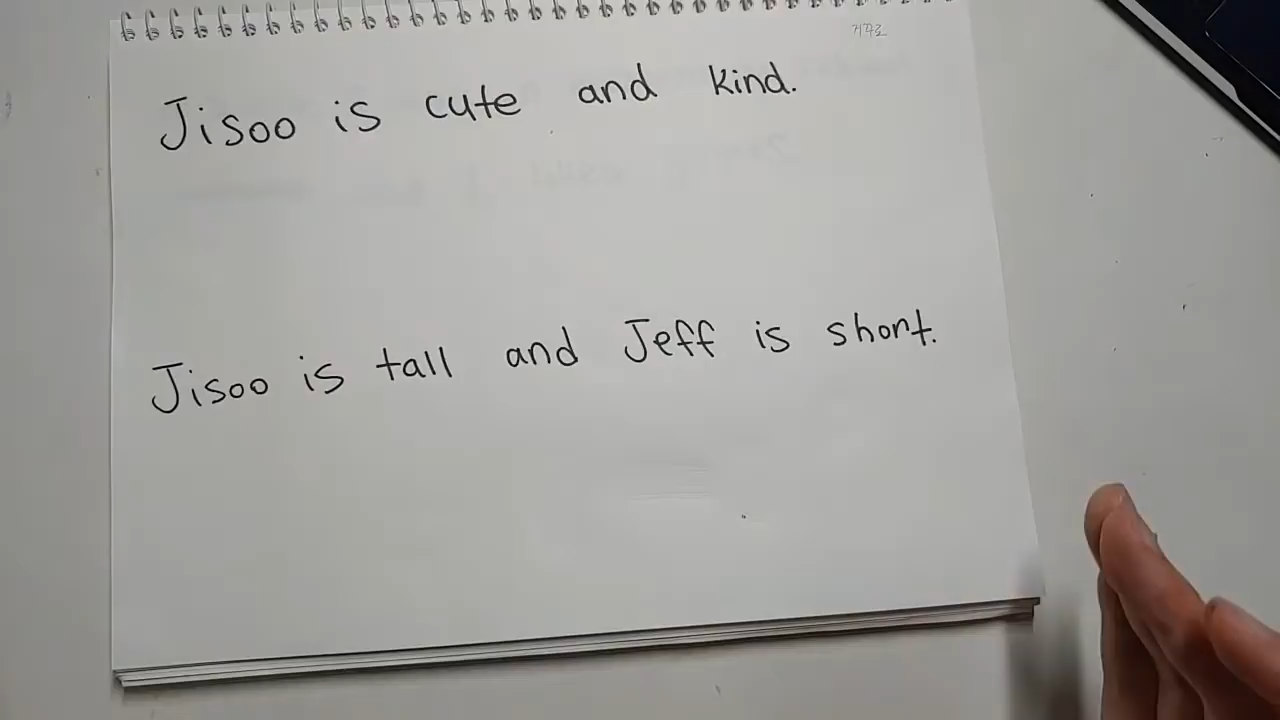 Jisoo is cute and kind.
Jisoo is tall and Jeff is short.